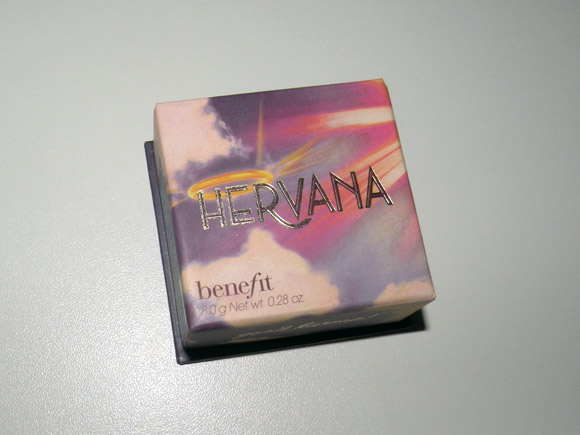 HERVANA
benefit
8.0 g Net wt. 0.28 oz.